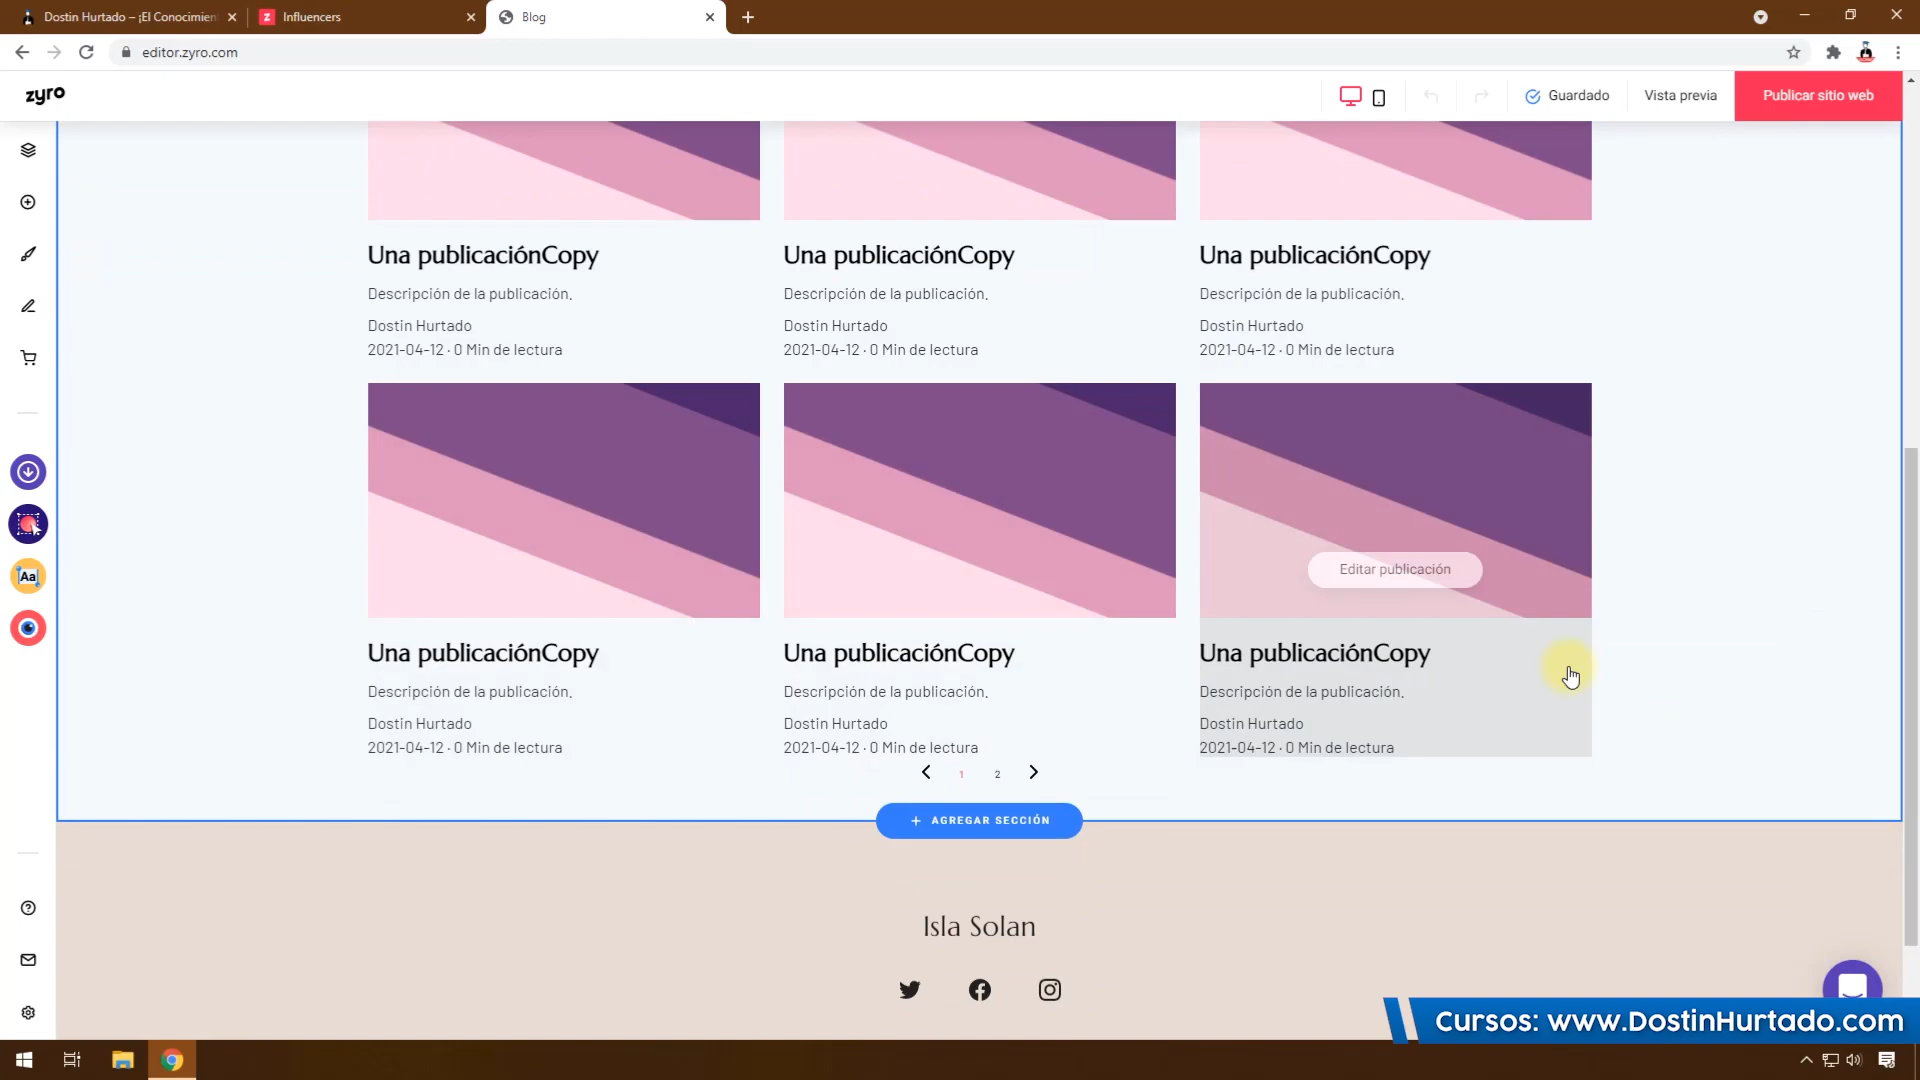 Dostin Hurtado – ¡El Conocimien
Influencers
Blog
editor.zyro.com
zyro
Guardado
Vista previa
Publicar sitio web
Una publicaciónCopy
Una publicaciónCopy
Una publicaciónCopy
Descripción de la publicación.
Descripción de la publicación.
Descripción de la publicación.
Dostin Hurtado
Dostin Hurtado
Dostin Hurtado
2021-04-12 · 0 Min de lectura
2021-04-12 · 0 Min de lectura
2021-04-12 · 0 Min de lectura
Aa
Editar publicación
Una publicaciónCopy
Una publicaciónCopy
Una publicaciónCopy
Descripción de la publicación.
Descripción de la publicación.
Descripción de la publicación.
Dostin Hurtado
Dostin Hurtado
Dostin Hurtado
2021-04-12 · 0 Min de lectura
2021-04-12 · 0 Min de lectura
2021-04-12 · 0 Min de lectura
1 2
+ AGREGAR SECCIÓN
Isla Solan
Cursos: www.DostinHurtado.com